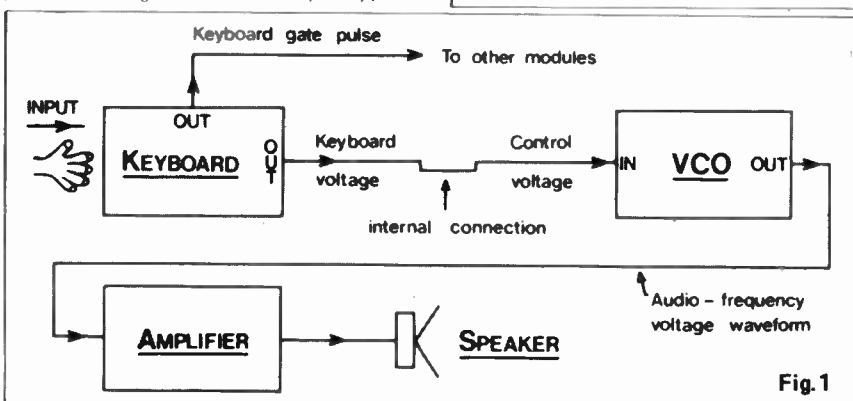 Keyboard gate pulse
To other modules
INPUT
OUT
KEYBOARD
OUT
Keyboard
voltage
internal connection
Control
voltage
IN
VCO
OUT
Audio-frequency
voltage waveform
AMPLIFIER
SPEAKER
Fig.1